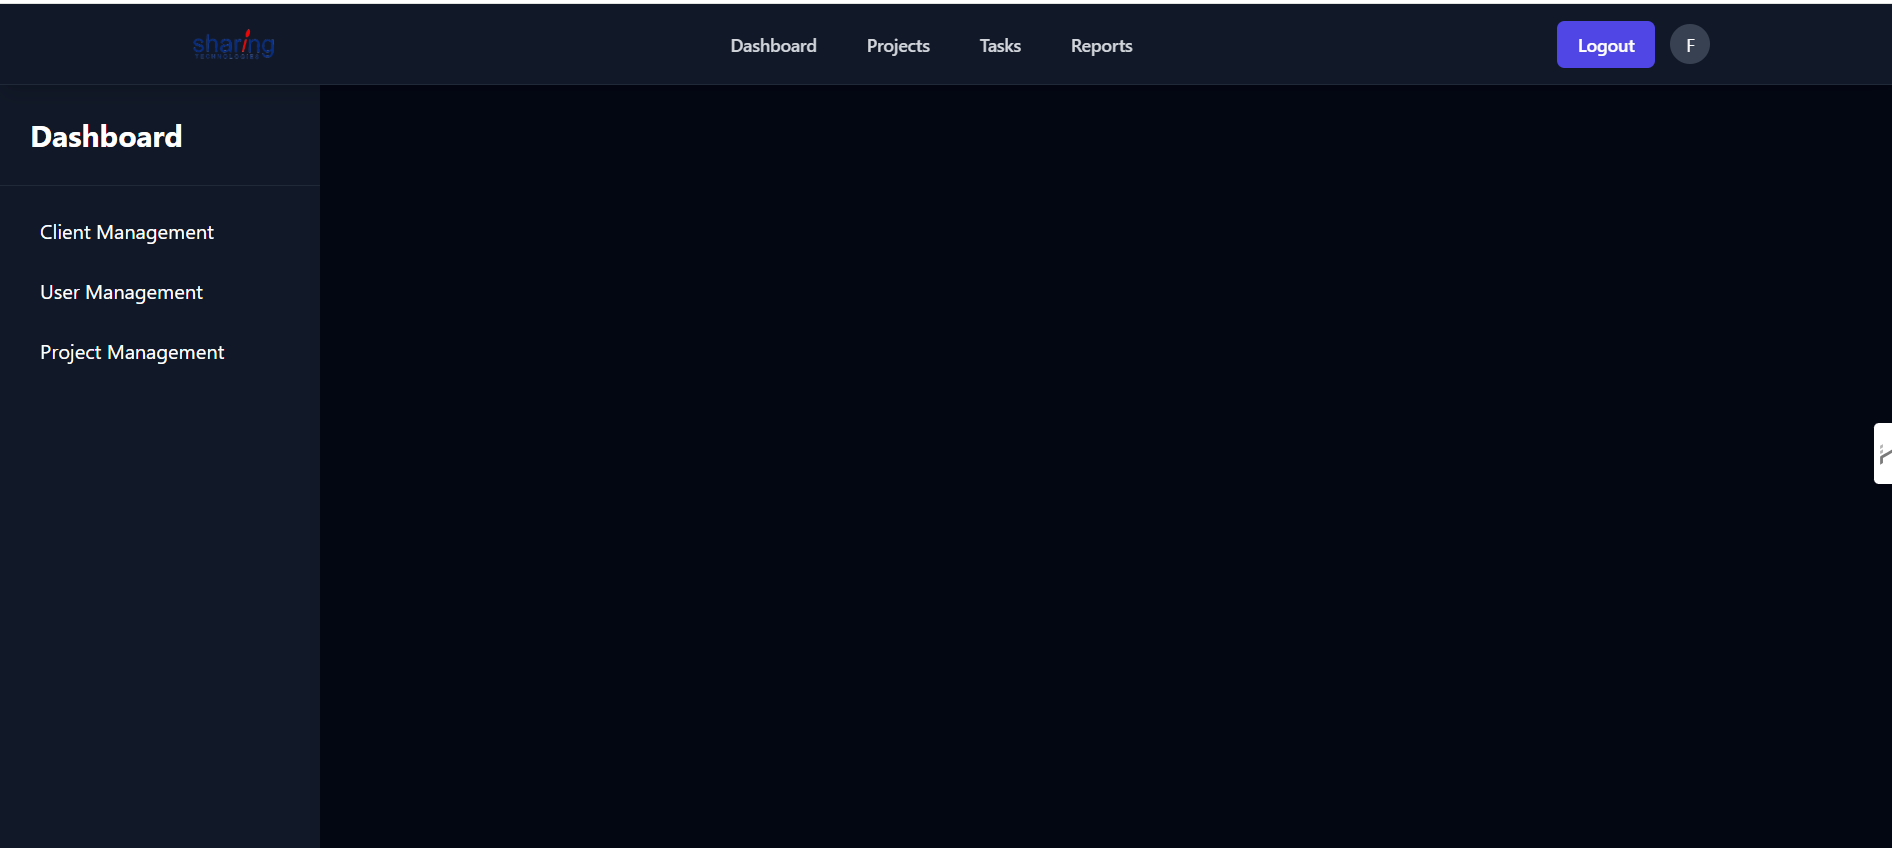 sharing
TECHNOLOGIES
Dashboard
Projects
Tasks
Reports
Logout
F
Dashboard
Client Management
User Management
Project Management